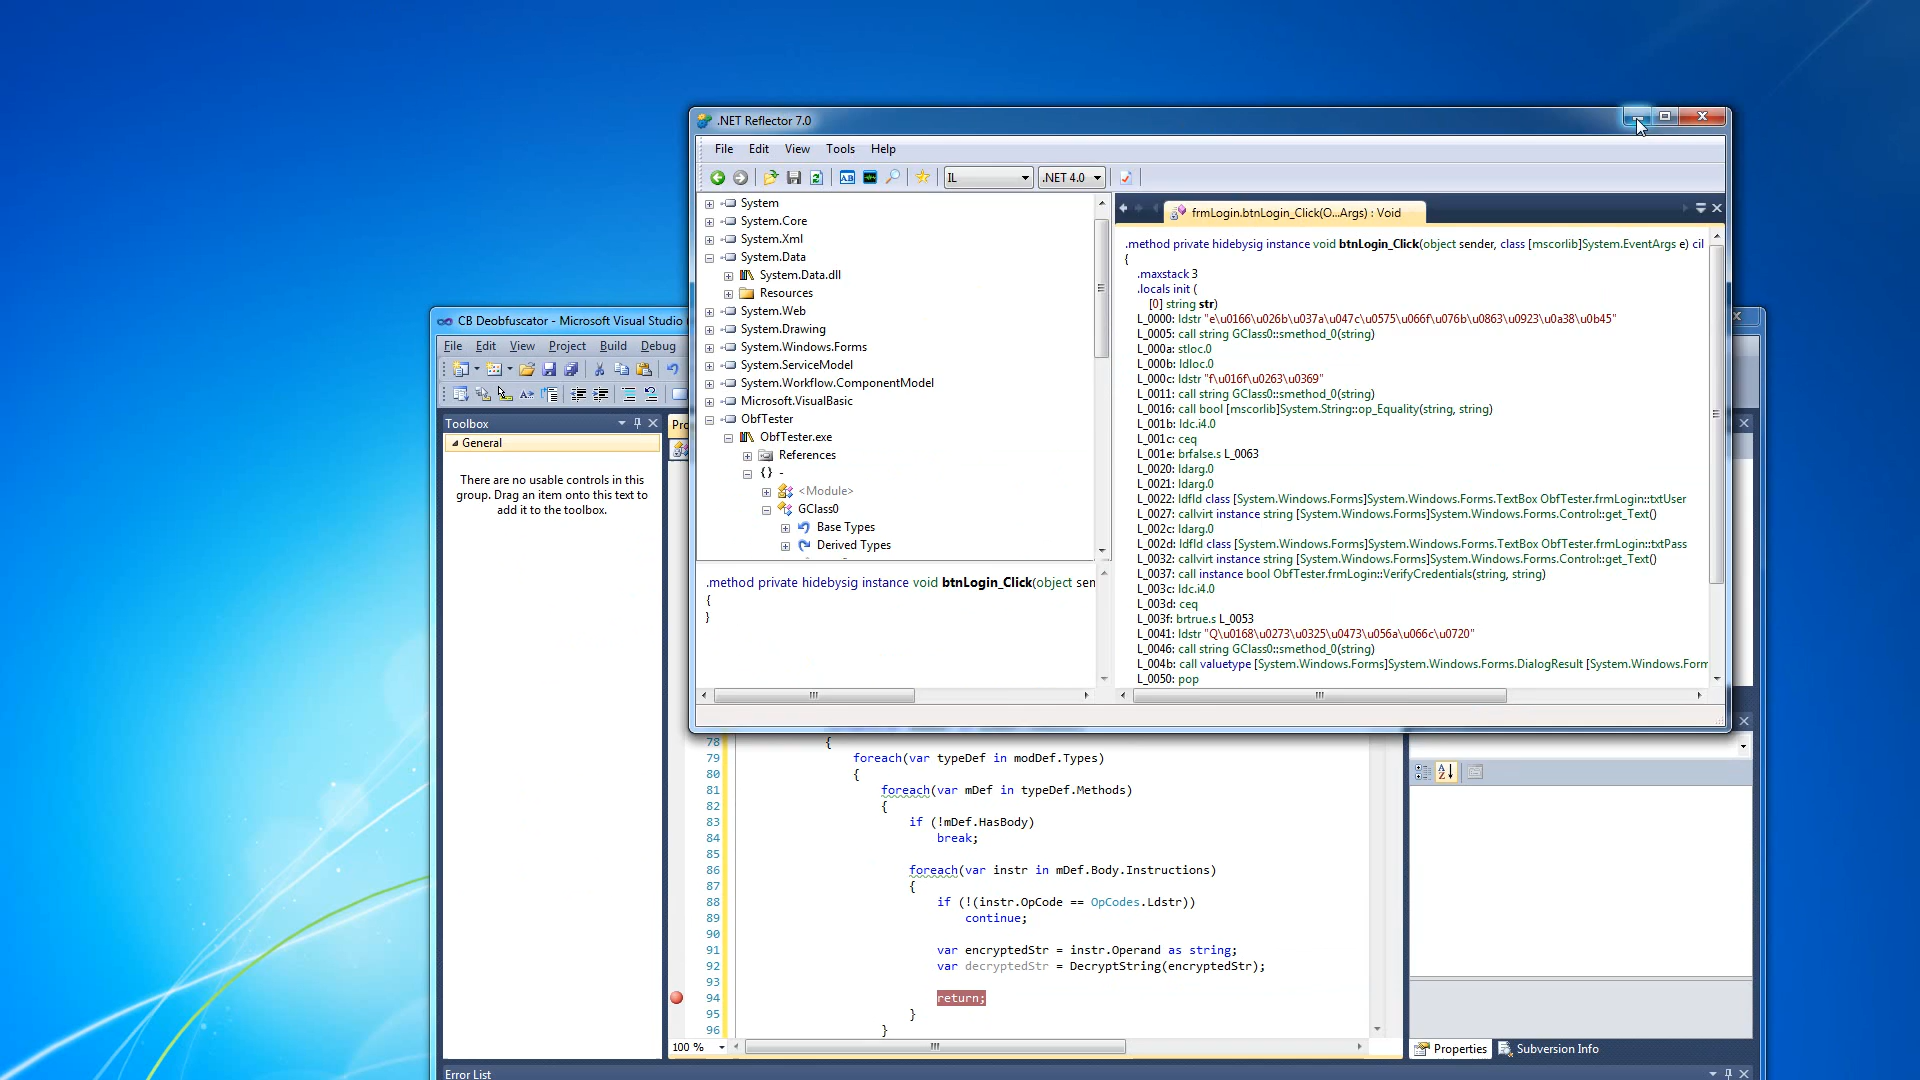 .NET Reflector 7.0
File Edit View Tools Help
IL .NET 4.0
System
System.Core
System.Xml
System.Data
System.Data.dll
Resources
System.Web
System.Drawing
System.Windows.Forms
System.ServiceModel
System.Workflow.ComponentModel
Microsoft.VisualBasic
ObfTester
ObfTester.exe
References
{} -
<Module>
GClass0
Base Types
Derived Types
.method private hidebysig instance void btnLogin_Click(object sen
{
}
frmLogin.btnLogin_Click(O...Args) : Void
.method private hidebysig instance void btnLogin_Click(object sender, class [mscorlib]System.EventArgs e) cil
{
.maxstack 3
.locals init (
[0] string str)
L_0000: ldstr "e\u0166\u026b\u037a\u047c\u0575\u066f\u076b\u0863\u0923\u0a38\u0b45"
L_0005: call string GClass0::smethod_0(string)
L_000a: stloc.0
L_000b: ldloc.0
L_000c: ldstr "f\u016f\u0263\u0369"
L_0011: call string GClass0::smethod_0(string)
L_0016: call bool [mscorlib]System.String::op_Equality(string, string)
L_001b: ldc.i4.0
L_001c: ceq
L_001e: brfalse.s L_0063
L_0020: ldarg.0
L_0021: ldarg.0
L_0022: ldfld class [System.Windows.Forms]System.Windows.Forms.TextBox ObfTester.frmLogin::txtUser
L_0027: callvirt instance string [System.Windows.Forms]System.Windows.Forms.Control::get_Text()
L_002c: ldarg.0
L_002d: ldfld class [System.Windows.Forms]System.Windows.Forms.TextBox ObfTester.frmLogin::txtPass
L_0032: callvirt instance string [System.Windows.Forms]System.Windows.Forms.Control::get_Text()
L_0037: call instance bool ObfTester.frmLogin::VerifyCredentials(string, string)
L_003c: ldc.i4.0
L_003d: ceq
L_003f: brtrue.s L_0053
L_0041: ldstr "Q\u0168\u0273\u0325\u0473\u056a\u066c\u0720"
L_0046: call string GClass0::smethod_0(string)
L_004b: call valuetype [System.Windows.Forms]System.Windows.Forms.DialogResult [System.Windows.Form
L_0050: pop
CB Deobfuscator - Microsoft Visual Studio
File Edit View Project Build Debug
Toolbox
General
There are no usable controls in this
group. Drag an item onto this text to
add it to the toolbox.
78 {
79 foreach(var typeDef in modDef.Types)
80 {
81 foreach(var mDef in typeDef.Methods)
82 {
83 if (!mDef.HasBody)
84 break;
85
86 foreach(var instr in mDef.Body.Instructions)
87 {
88 if (!(instr.OpCode == OpCodes.Ldstr))
89 continue;
90
91 var encryptedStr = instr.Operand as string;
92 var decryptedStr = DecryptString(encryptedStr);
93
94 return;
95 }
96 }
100 %
Properties Subversion Info
Error List